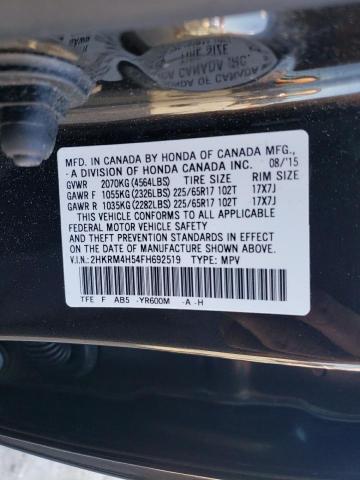 MFD. IN CANADA BY HONDA OF CANADA MFG.,
- A DIVISION OF HONDA CANADA INC. 08/'15
GVWR 2070KG (4564LBS) TIRE SIZE RIM SIZE
GAWR F 1055KG (2326LBS) 225/65R17 102T 17X7J
GAWR R 1035KG (2282LBS) 225/65R17 102T 17X7J
THIS VEHICLE CONFORMS TO ALL APPLICABLE
FEDERAL MOTOR VEHICLE SAFETY STANDARDS IN EFFECT
ON THE DATE OF MANUFACTURE SHOWN ABOVE.
V.I.N.: 2HKRM4H54FH692519 TYPE: MPV
TFE F AB5 -YR600M -A -H